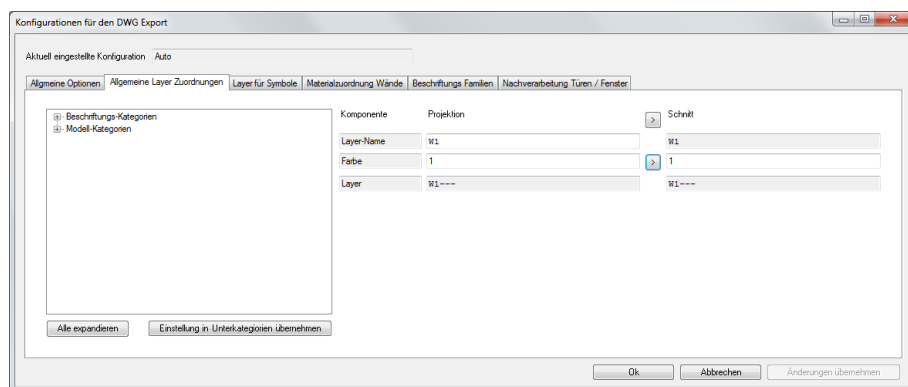 Konfigurationen für den DWG Export
Aktuell eingestellte Konfiguration Auto
Allgmeine Optionen Allgemeine Layer Zuordnungen Layer für Symbole Materialzuordnung Wände Beschriftungs Familien Nachverarbeitung Türen / Fenster
Beschriftungs-Kategorien
Modell-Kategorien
Komponente Projektion > Schnitt
Layer-Name W1 W1
Farbe 1 > 1
Layer W1--- W1---
Alle expandieren Einstellung in Unterkategiorien übernehmen
Ok Abbrechen Änderungen übernehmen